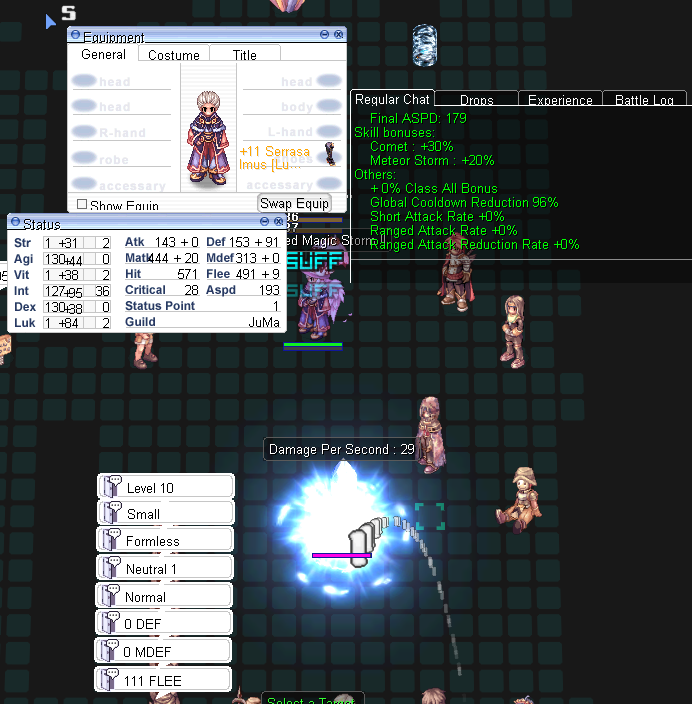 S
Equipment
General Costume Title
head head
head body
R-hand L-hand
robe
accessary accessary
+11 Serrasa
lmus [Lu...
Show Equip
Swap Equip
Regular Chat Drops Experience Battle Log
Final ASPD: 179
Skill bonuses:
Comet : +30%
Meteor Storm : +20%
Others:
+ 0% Class All Bonus
Global Cooldown Reduction 96%
Short Attack Rate +0%
Ranged Attack Rate +0%
Ranged Attack Reduction Rate +0%
ed Magic Storm !!
Status
Str 1 +31 2 Atk 143 + 0 Def 153 + 91
Agi 130+44 0 Matk 444 + 20 Mdef 313 + 0
Vit 1 +38 2 Hit 571 Flee 491 + 9
Int 127+95 36 Critical 28 Aspd 193
Dex 130+38 0 Status Point 1
Luk 1 +84 2 Guild JuMa
Damage Per Second : 29
Level 10
Small
Formless
Neutral 1
Normal
0 DEF
0 MDEF
111 FLEE
Select a Target